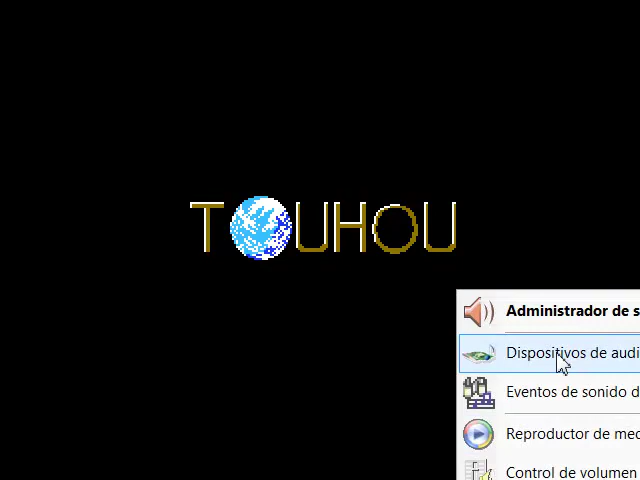 TOUHOU
Administrador de s
Dispositivos de audi
Eventos de sonido d
Reproductor de med
Control de volumen